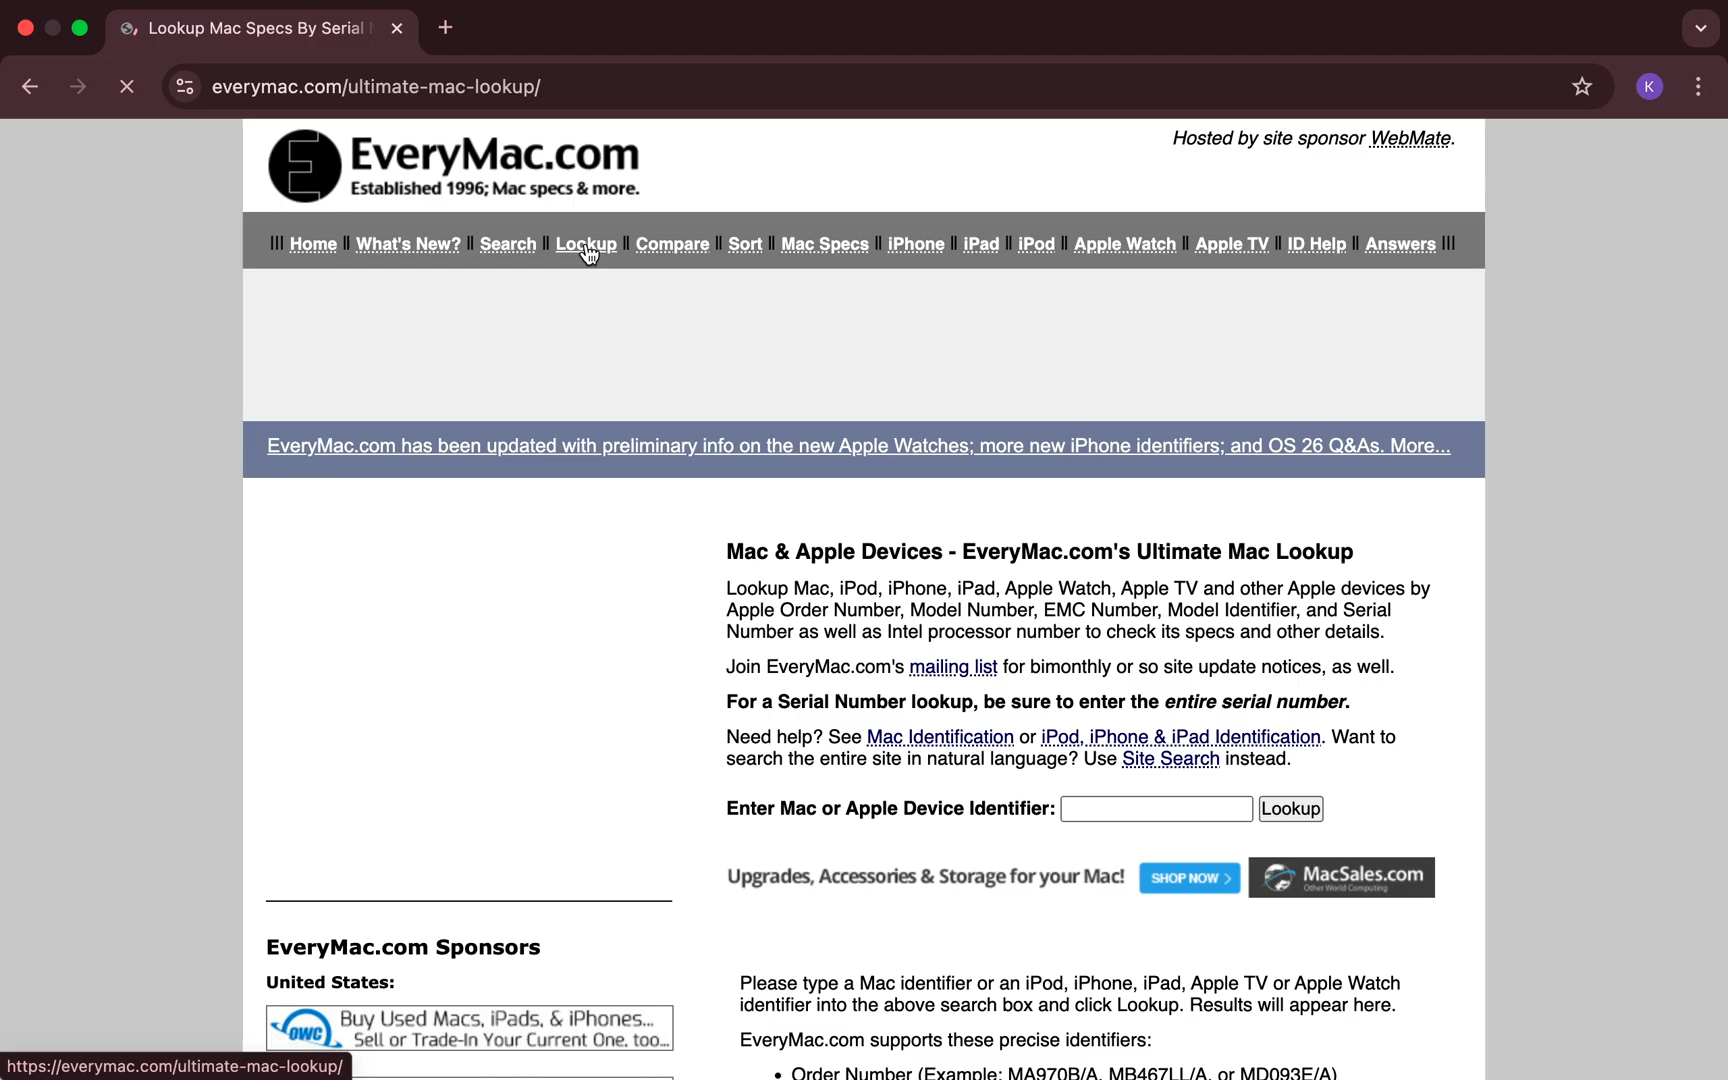 Lookup Mac Specs By Serial
everymac.com/ultimate-mac-lookup/
K
EveryMac.com
Established 1996; Mac specs & more.
Hosted by site sponsor WebMate.
||| Home || What's New? || Search || Lookup || Compare || Sort || Mac Specs || iPhone || iPad || iPod || Apple Watch || Apple TV || ID Help || Answers |||
EveryMac.com has been updated with preliminary info on the new Apple Watches; more new iPhone identifiers; and OS 26 Q&As. More...
Mac & Apple Devices - EveryMac.com's Ultimate Mac Lookup
Lookup Mac, iPod, iPhone, iPad, Apple Watch, Apple TV and other Apple devices by
Apple Order Number, Model Number, EMC Number, Model Identifier, and Serial
Number as well as Intel processor number to check its specs and other details.
Join EveryMac.com's mailing list for bimonthly or so site update notices, as well.
For a Serial Number lookup, be sure to enter the entire serial number.
Need help? See Mac Identification or iPod, iPhone & iPad Identification. Want to
search the entire site in natural language? Use Site Search instead.
Enter Mac or Apple Device Identifier: Lookup
Upgrades, Accessories & Storage for your Mac! SHOP NOW > MacSales.com
Other World Computing
EveryMac.com Sponsors
United States:
OWC Buy Used Macs, iPads, & iPhones...
Sell or Trade-In Your Current One, too...
Please type a Mac identifier or an iPod, iPhone, iPad, Apple TV or Apple Watch
identifier into the above search box and click Lookup. Results will appear here.
EveryMac.com supports these precise identifiers:
• Order Number (Example: MA970B/A, MB467LL/A, or MD093E/A)
https://everymac.com/ultimate-mac-lookup/